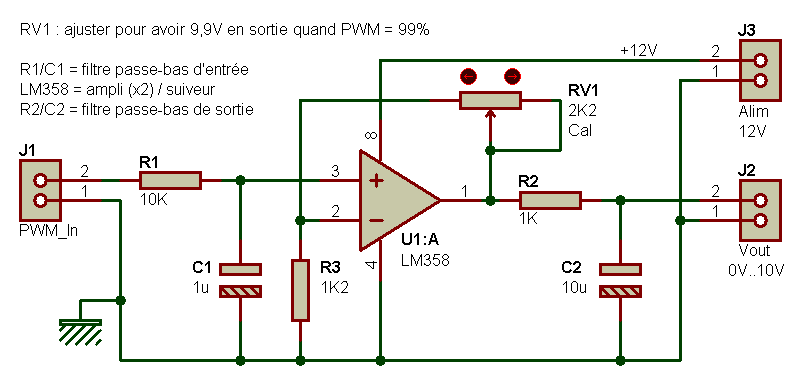 RV1 : ajuster pour avoir 9,9V en sortie quand PWM = 99%
R1/C1 = filtre passe-bas d'entrée
LM358 = ampli (x2) / suiveur
R2/C2 = filtre passe-bas de sortie
+12V
J3
2
1
Alim
12V
RV1
2K2
Cal
8
J1
2
1
PWM_In
R1
10K
3
2
1
4
U1:A
LM358
R2
1K
J2
2
1
Vout
0V..10V
C1
1u
R3
1K2
C2
10u